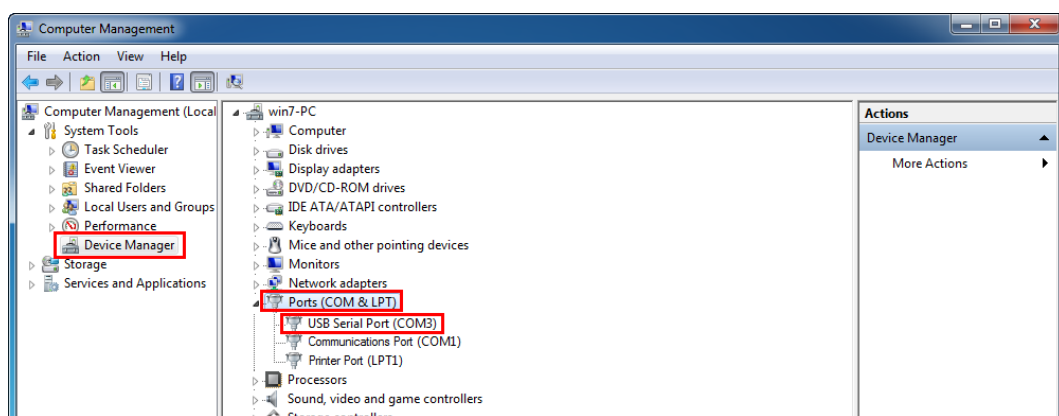 Computer Management
File Action View Help
Computer Management (Local
System Tools
Task Scheduler
Event Viewer
Shared Folders
Local Users and Groups
Performance
Device Manager
Storage
Services and Applications
win7-PC
Computer
Disk drives
Display adapters
DVD/CD-ROM drives
IDE ATA/ATAPI controllers
Keyboards
Mice and other pointing devices
Monitors
Network adapters
Ports (COM & LPT)
USB Serial Port (COM3)
Communications Port (COM1)
Printer Port (LPT1)
Processors
Sound, video and game controllers
Storage controllers
Actions
Device Manager
More Actions